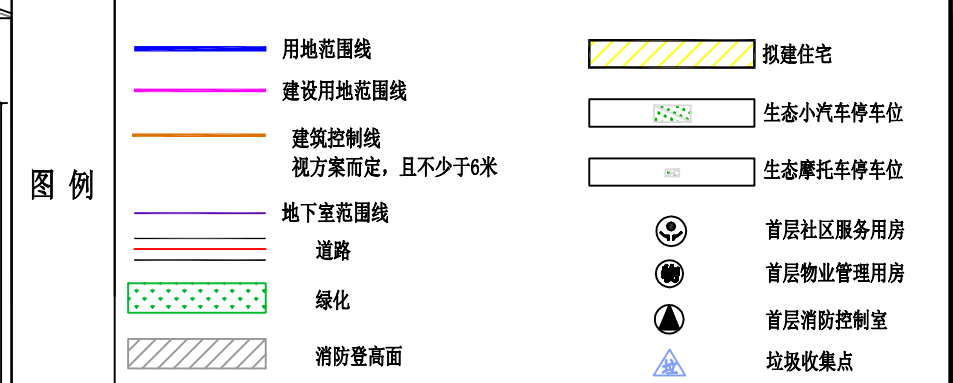 图 例
用地范围线
建设用地范围线
建筑控制线
视方案而定，且不少于6米
地下室范围线
道路
绿化
消防登高面
拟建住宅
生态小汽车停车位
生态摩托车停车位
首层社区服务用房
物
首层物业管理用房
首层消防控制室
垃
垃圾收集点